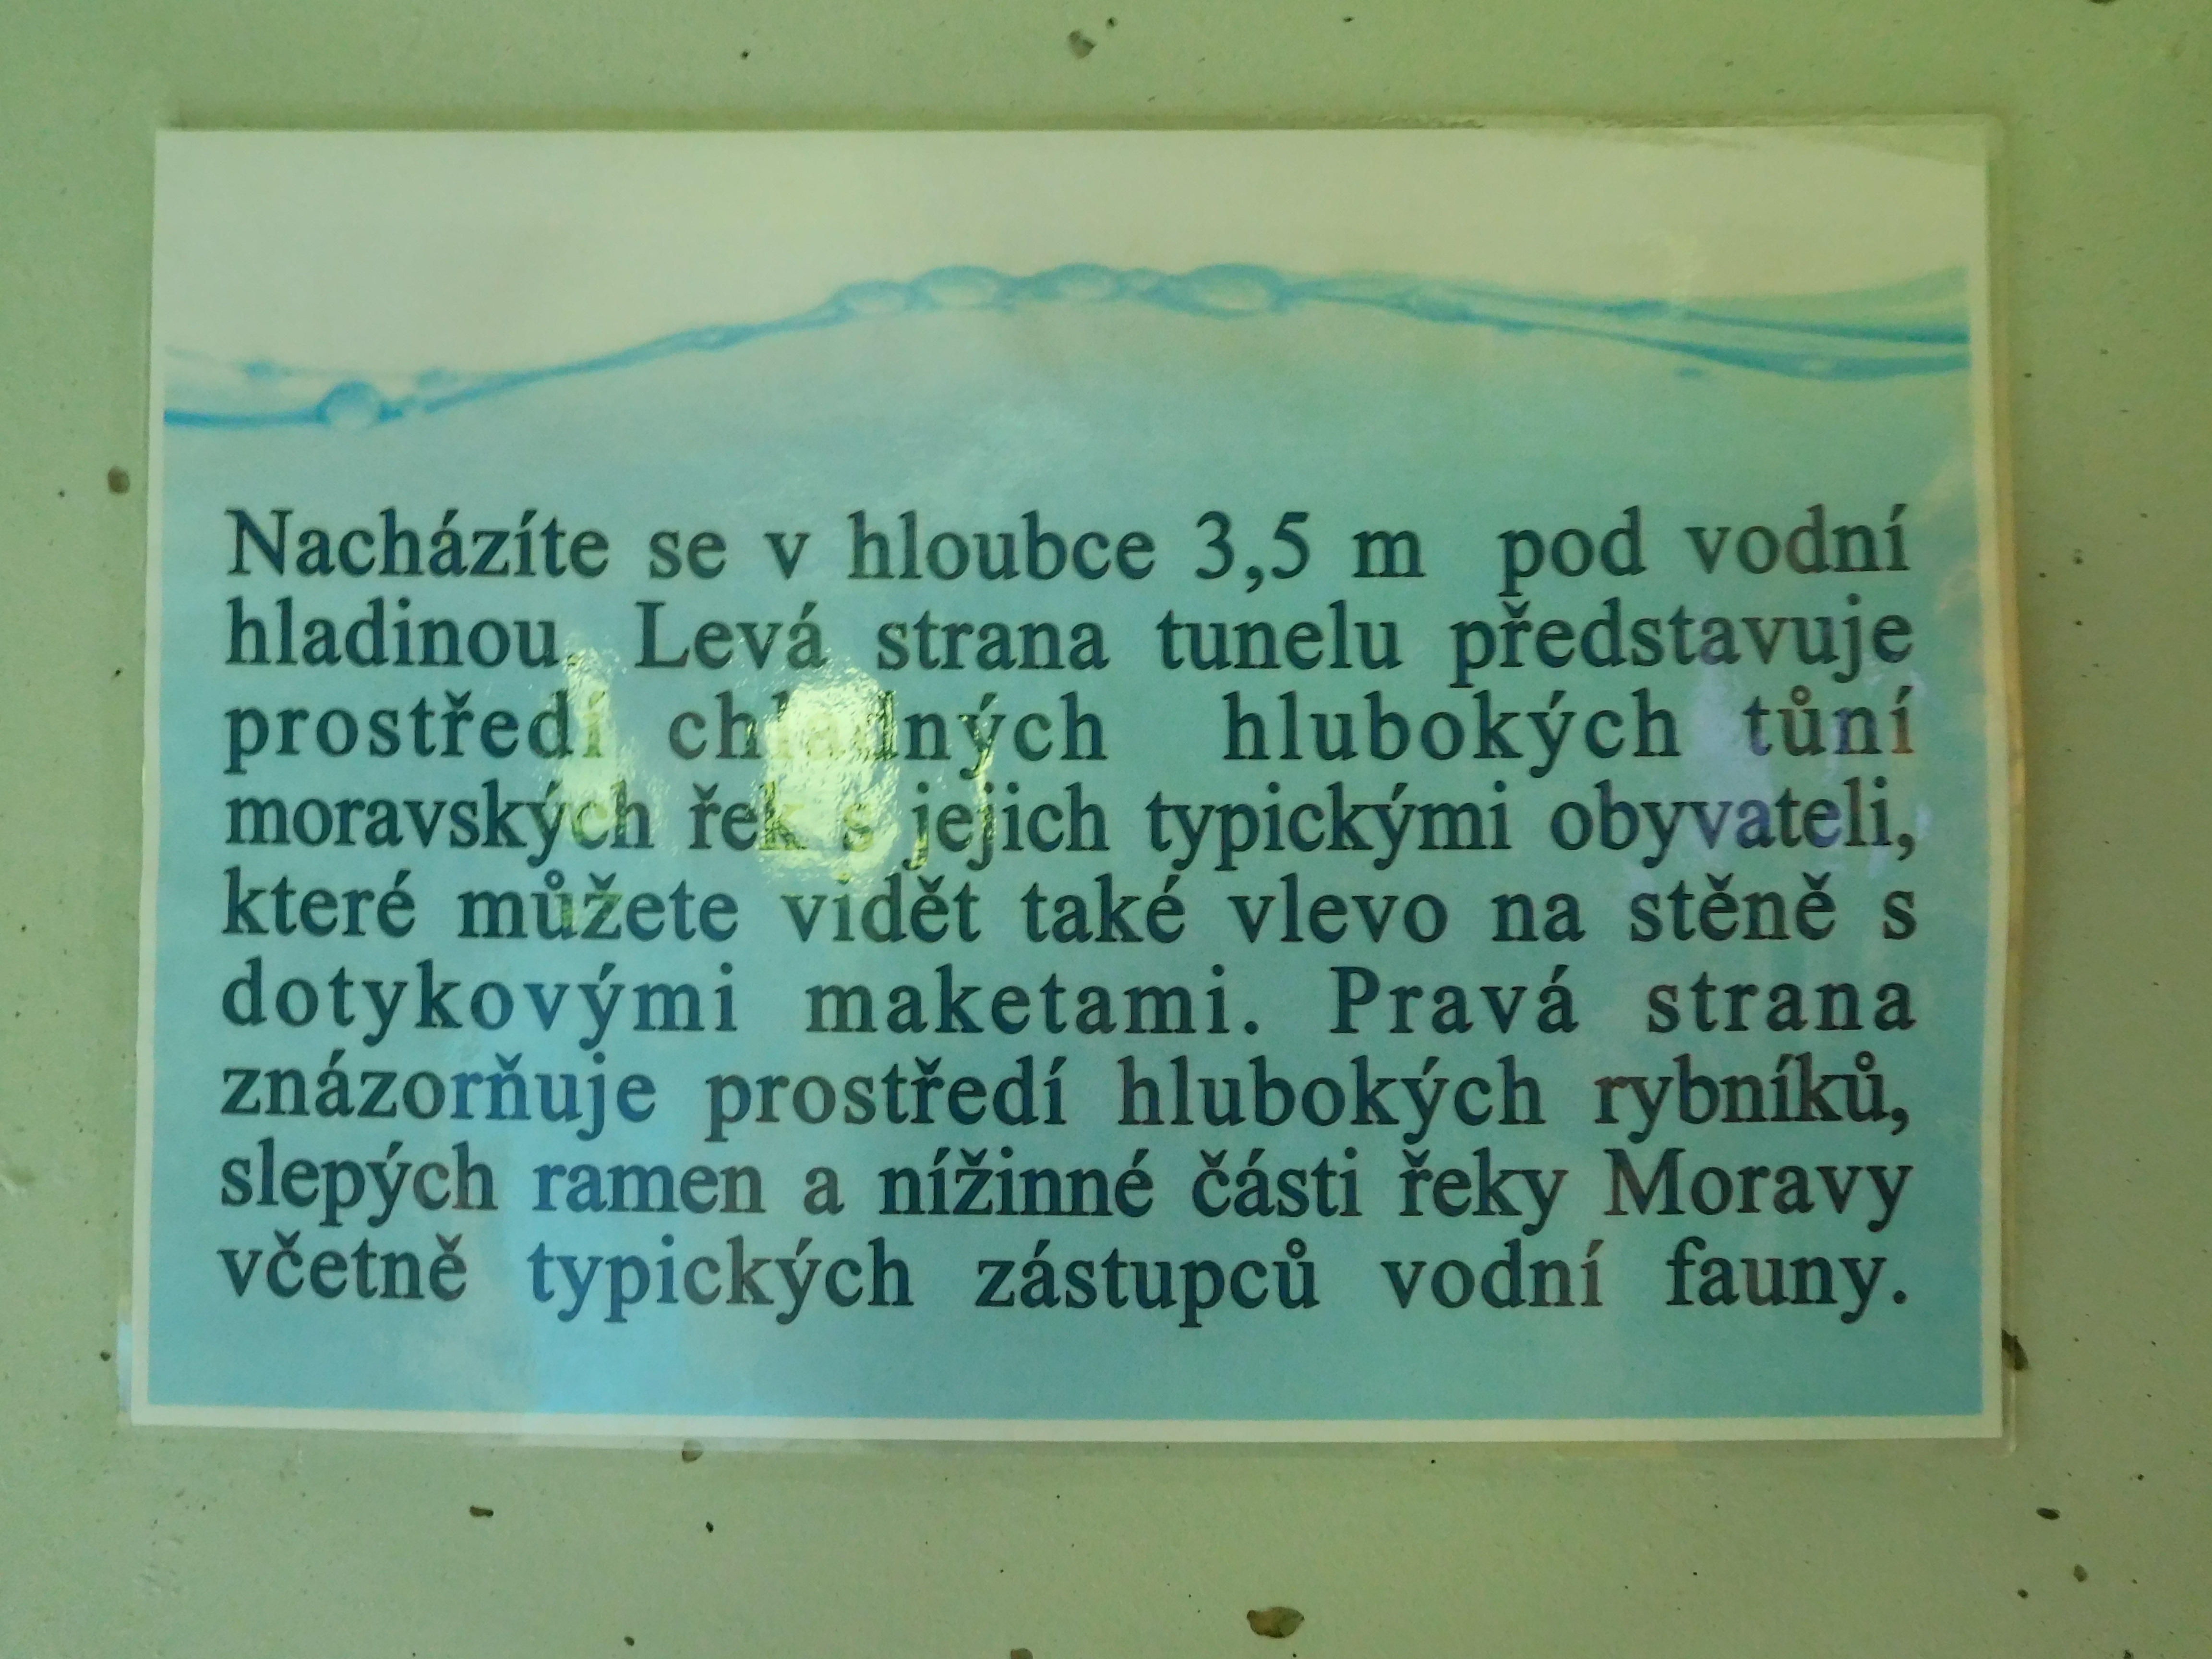 Nacházíte se v hloubce 3,5 m pod vodní
hladinou. Levá strana tunelu představuje
prostředí chladných hlubokých tůní
moravských řek s jejich typickými obyvateli,
které můžete vidět také vlevo na stěně s
dotykovými maketami. Pravá strana
znázorňuje prostředí hlubokých rybníků,
slepých ramen a nížinné části řeky Moravy
včetně typických zástupců vodní fauny.